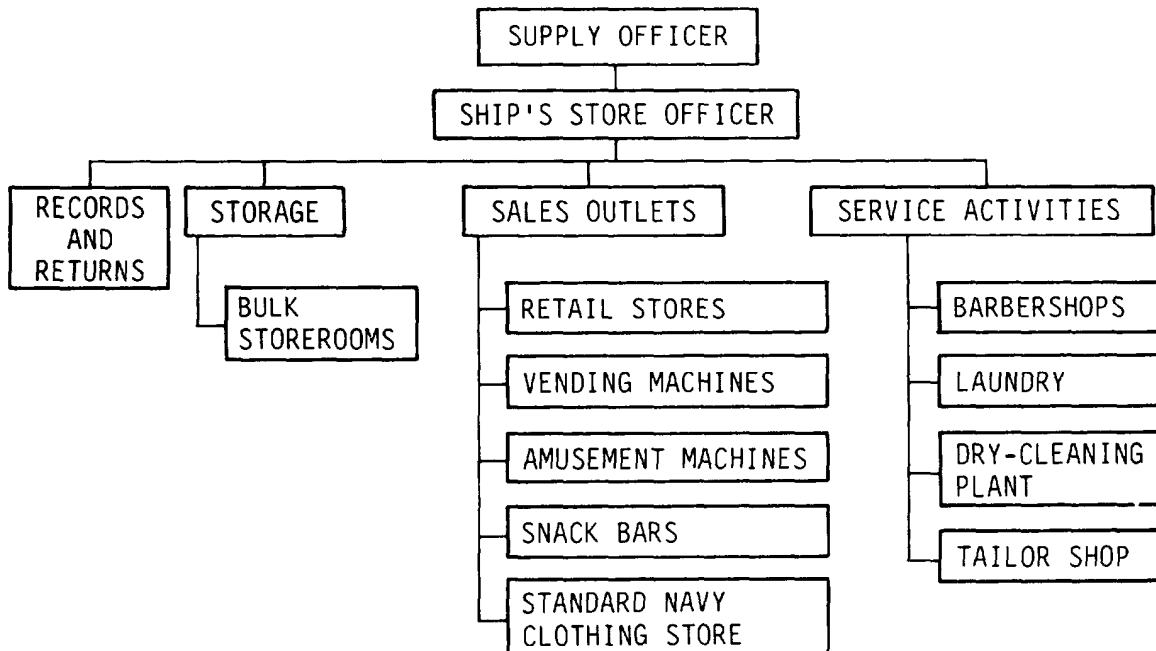 SUPPLY OFFICER
SHIP'S STORE OFFICER
RECORDS
AND
RETURNS
STORAGE
BULK
STOREROOMS
SALES OUTLETS
RETAIL STORES
VENDING MACHINES
AMUSEMENT MACHINES
SNACK BARS
STANDARD NAVY
CLOTHING STORE
SERVICE ACTIVITIES
BARBERSHOPS
LAUNDRY
DRY-CLEANING
PLANT
TAILOR SHOP